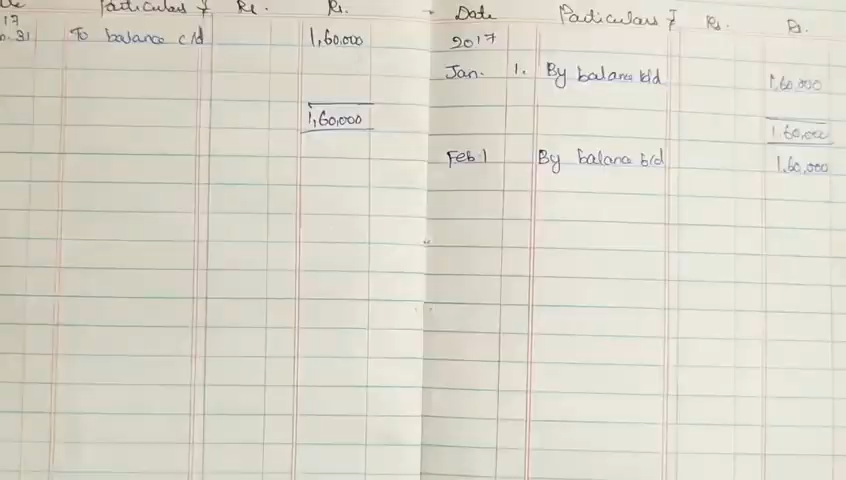 Particulars F Rs. Rs.
17
31 To balance c/d 1,60,000
1,60,000
Date Particulars F Rs. Rs.
2017
Jan. 1. By balance b/d 1,60,000
1,60,000
Feb 1 By balance b/d 1,60,000